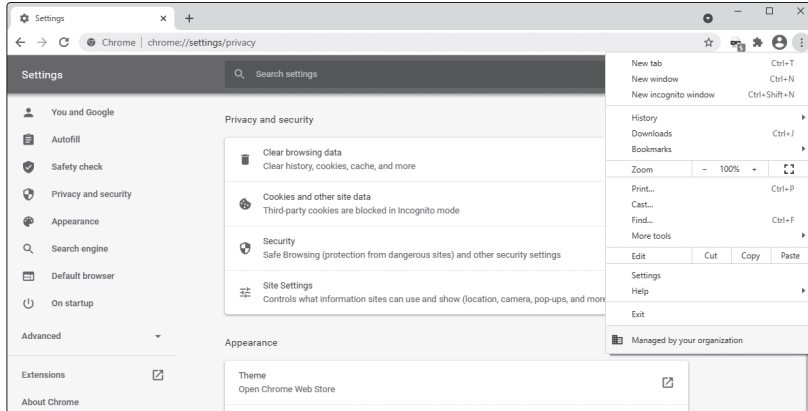 Settings
Chrome | chrome://settings/privacy
5
Settings
Search settings
You and Google
Autofill
Safety check
Privacy and security
Appearance
Search engine
Default browser
On startup
Advanced
Extensions
About Chrome
Privacy and security
Clear browsing data
Clear history, cookies, cache, and more
Cookies and other site data
Third-party cookies are blocked in Incognito mode
Security
Safe Browsing (protection from dangerous sites) and other security settings
Site Settings
Controls what information sites can use and show (location, camera, pop-ups, and more
Appearance
Theme
Open Chrome Web Store
New tab Ctrl+T
New window Ctrl+N
New incognito window Ctrl+Shift+N
History
Downloads Ctrl+J
Bookmarks
Zoom - 100% +
Print... Ctrl+P
Cast...
Find... Ctrl+F
More tools
Edit Cut Copy Paste
Settings
Help
Exit
Managed by your organization